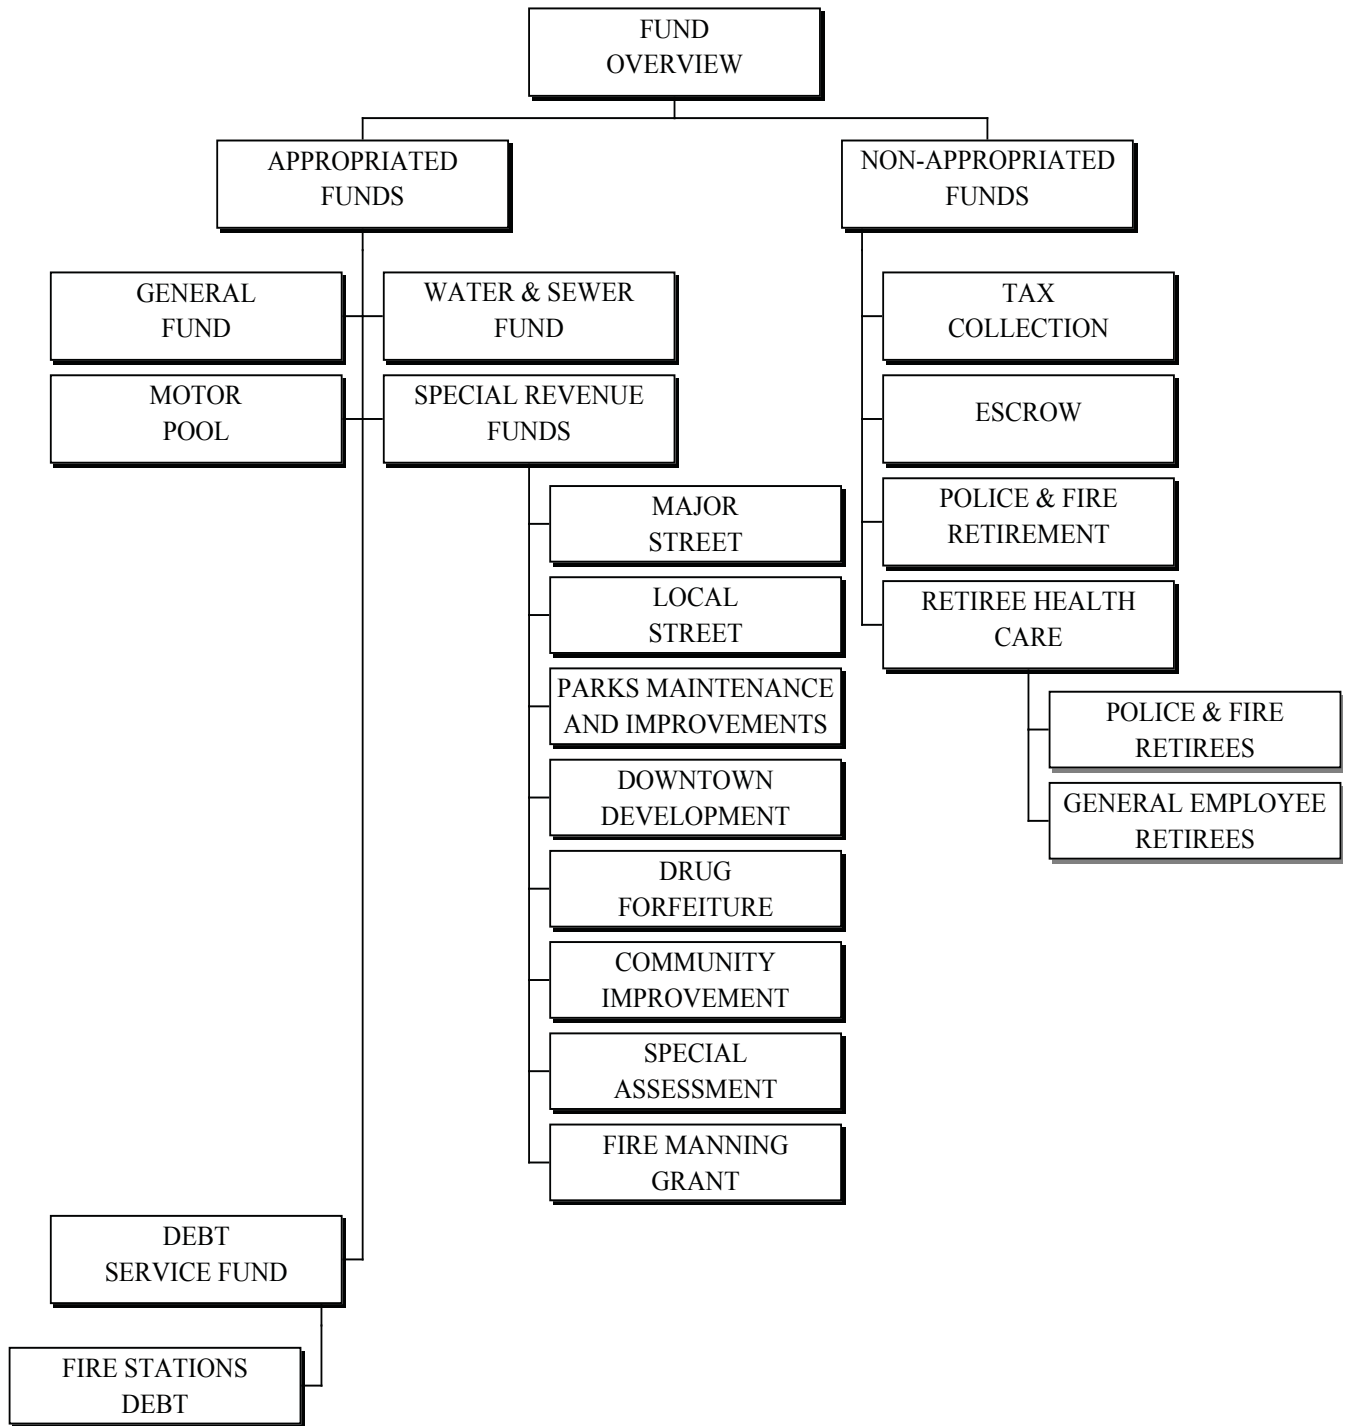 FUND
OVERVIEW
APPROPRIATED
FUNDS
NON-APPROPRIATED
FUNDS
GENERAL
FUND
WATER & SEWER
FUND
MOTOR
POOL
SPECIAL REVENUE
FUNDS
MAJOR
STREET
LOCAL
STREET
PARKS MAINTENANCE
AND IMPROVEMENTS
DOWNTOWN
DEVELOPMENT
DRUG
FORFEITURE
COMMUNITY
IMPROVEMENT
SPECIAL
ASSESSMENT
FIRE MANNING
GRANT
DEBT
SERVICE FUND
FIRE STATIONS
DEBT
TAX
COLLECTION
ESCROW
POLICE & FIRE
RETIREMENT
RETIREE HEALTH
CARE
POLICE & FIRE
RETIREES
GENERAL EMPLOYEE
RETIREES